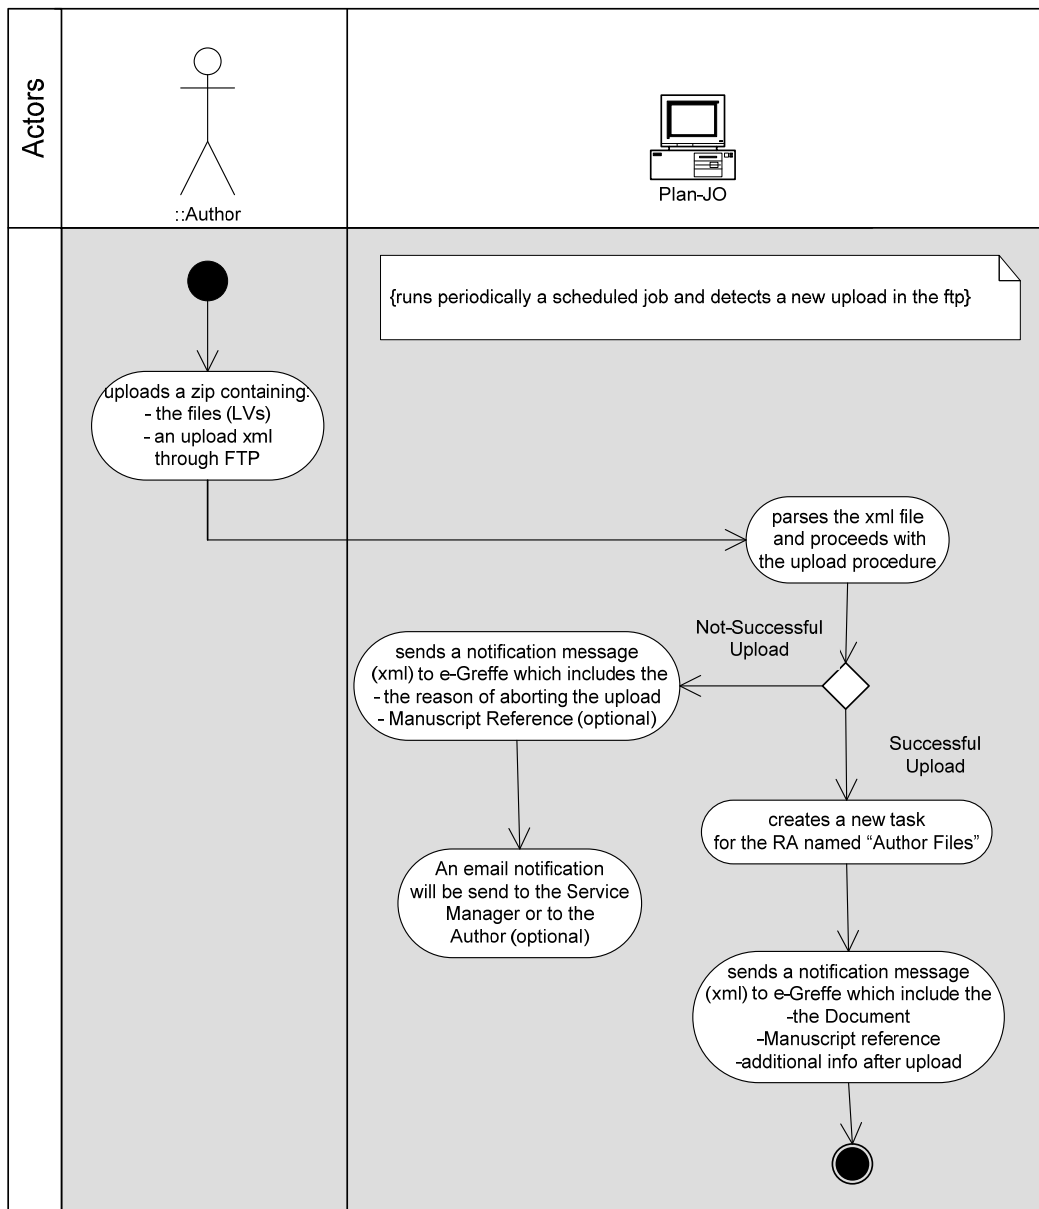 Actors
::Author
Plan-JO
{runs periodically a scheduled job and detects a new upload in the ftp}
uploads a zip containing:
- the files (LVs)
- an upload xml
through FTP
parses the xml file
and proceeds with
the upload procedure
Not-Successful
Upload
sends a notification message
(xml) to e-Greffe which includes the
- the reason of aborting the upload
- Manuscript Reference (optional)
Successful
Upload
creates a new task
for the RA named “Author Files”
An email notification
will be send to the Service
Manager or to the
Author (optional)
sends a notification message
(xml) to e-Greffe which include the
-the Document
-Manuscript reference
-additional info after upload